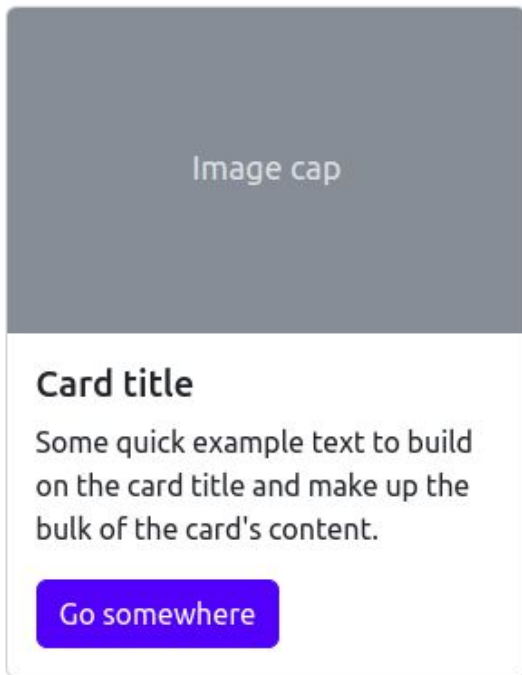 Image cap
Card title
Some quick example text to build
on the card title and make up the
bulk of the card's content.
Go somewhere